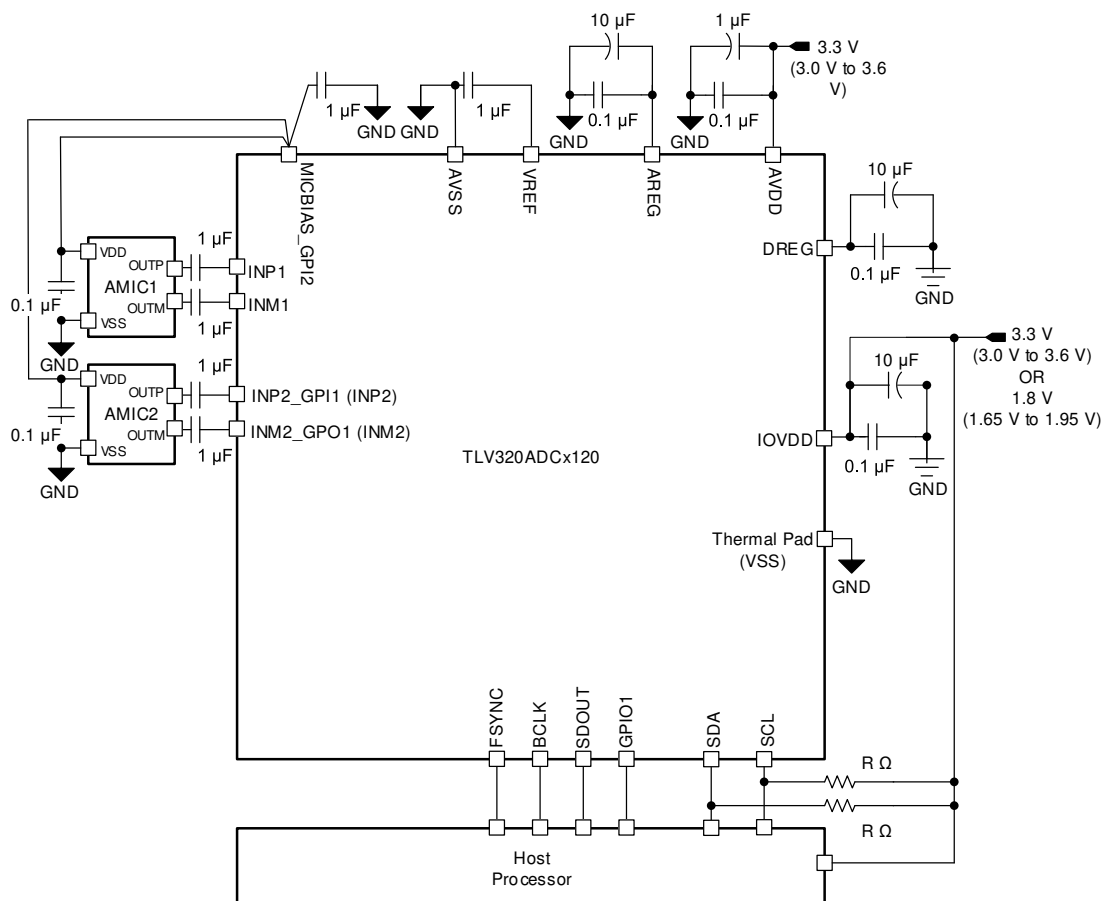 10 µF
1 µF
3.3 V
(3.0 V to 3.6
V)
1 µF
GND
GND
1 µF
GND
0.1 µF
GND
0.1 µF
MICBIAS_GPI2
AVSS
VREF
AREG
AVDD
10 µF
DREG
0.1 µF
GND
1 µF
VDD
OUTP
INP1
AMIC1
0.1 µF
OUTM
INM1
VSS
1 µF
GND
1 µF
VDD
OUTP
INP2_GPI1 (INP2)
AMIC2
0.1 µF
OUTM
INM2_GPO1 (INM2)
VSS
1 µF
GND
3.3 V
(3.0 V to 3.6 V)
OR
1.8 V
(1.65 V to 1.95 V)
10 µF
IOVDD
0.1 µF
GND
TLV320ADCx120
Thermal Pad
(VSS)
GND
FSYNC
BCLK
SDOUT
GPIO1
SDA
SCL
R Ω
R Ω
Host
Processor